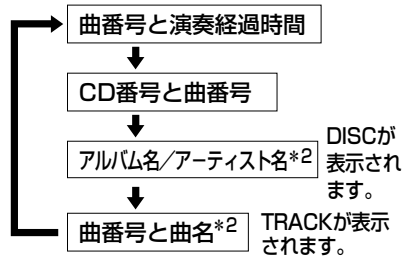 曲番号と演奏経過時間
CD番号と曲番号
アルバム名/アーティスト名*2
DISCが
表示され
ます。
曲番号と曲名*2
TRACKが表示
されます。